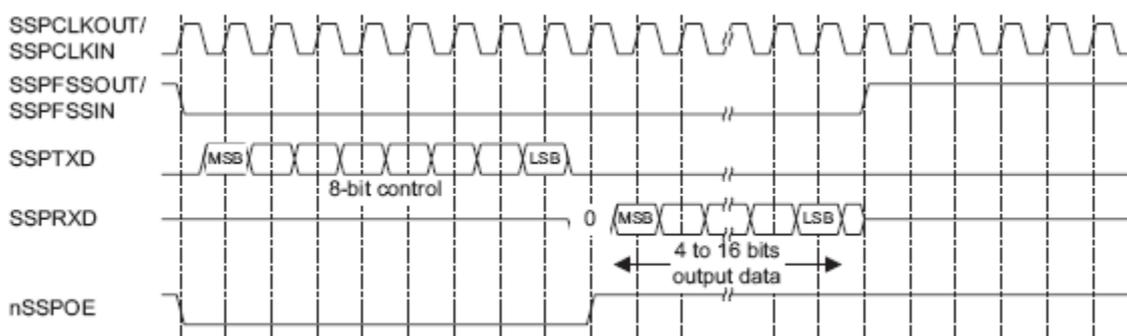 SSPCLKOUT/
SSPCLKIN
SSPFSSOUT/
SSPFSSIN
SSPTXD
MSB
LSB
8-bit control
SSPRXD
0
MSB
LSB
4 to 16 bits
output data
nSSPOE